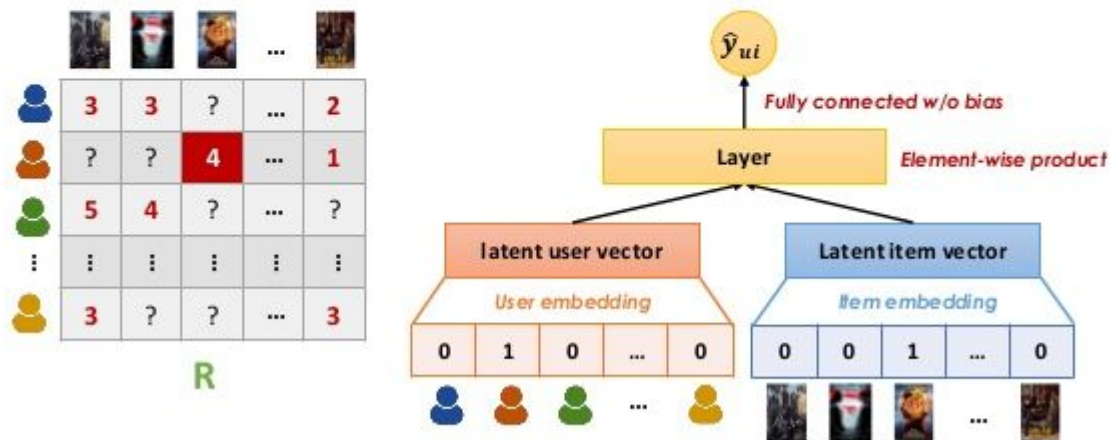 ...
3 3 ? ... 2
? ? 4 ... 1
5 4 ? ... ?
⋮ ⋮ ⋮ ⋮ ⋮ ⋮
3 ? ? ... 3
R
ŷui
Fully connected w/o bias
Layer
Element-wise product
latent user vector
Latent item vector
User embedding
Item embedding
0 1 0 ... 0
0 0 1 ... 0
...
...